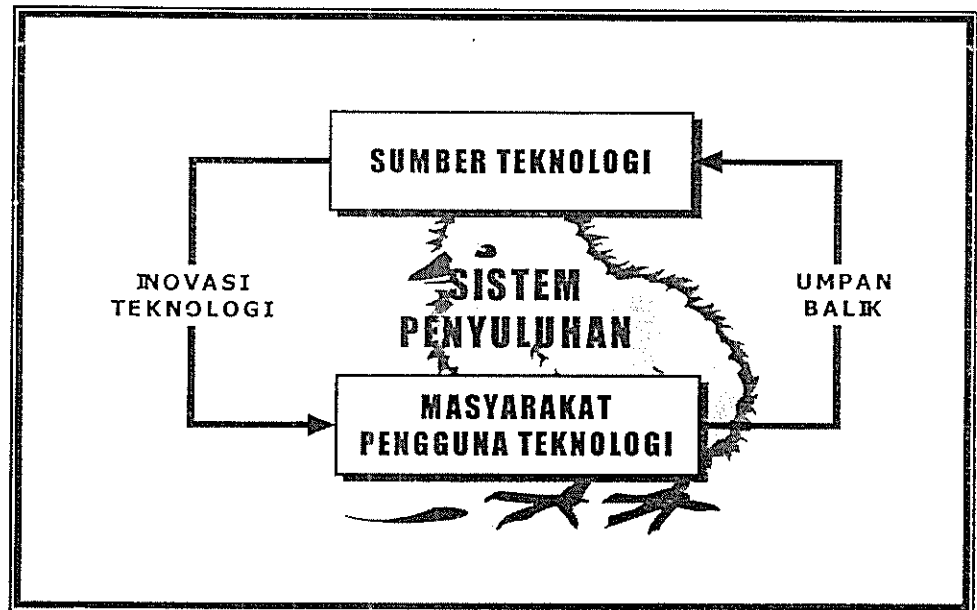 SUMBER TEKNOLOGI
INOVASI
TEKNOLOGI
SISTEM
PENYULUHAN
UMPAN
BALIK
MASYARAKAT
PENGGUNA TEKNOLOGI